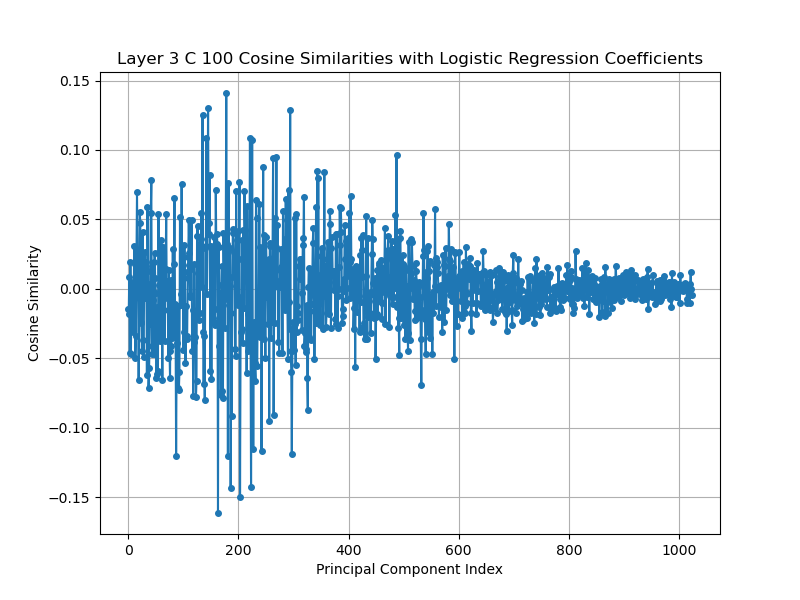 Layer 3 C 100 Cosine Similarities with Logistic Regression Coefficients
0.15
0.10
0.05
0.00
−0.05
−0.10
−0.15
Cosine Similarity
0 200 400 600 800 1000
Principal Component Index